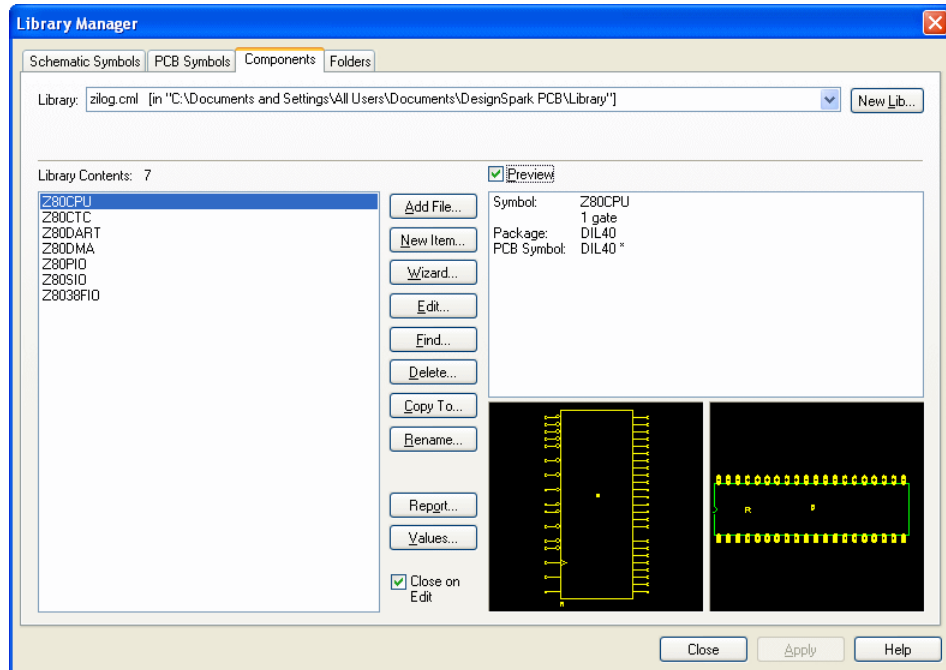 Library Manager
Schematic Symbols PCB Symbols Components Folders
Library: zilog.cml [in "C:\Documents and Settings\All Users\Documents\DesignSpark PCB\Library"] New Lib...
Library Contents: 7
Preview
Z80CPU
Z80CTC
Z80DART
Z80DMA
Z80PIO
Z80SIO
Z8038FIO
Add File...
New Item...
Wizard...
Edit...
Find...
Delete...
Copy To...
Rename...
Report...
Values...
Close on
Edit
Symbol: Z80CPU
1 gate
Package: DIL40
PCB Symbol: DIL40 *
R
Close Apply Help